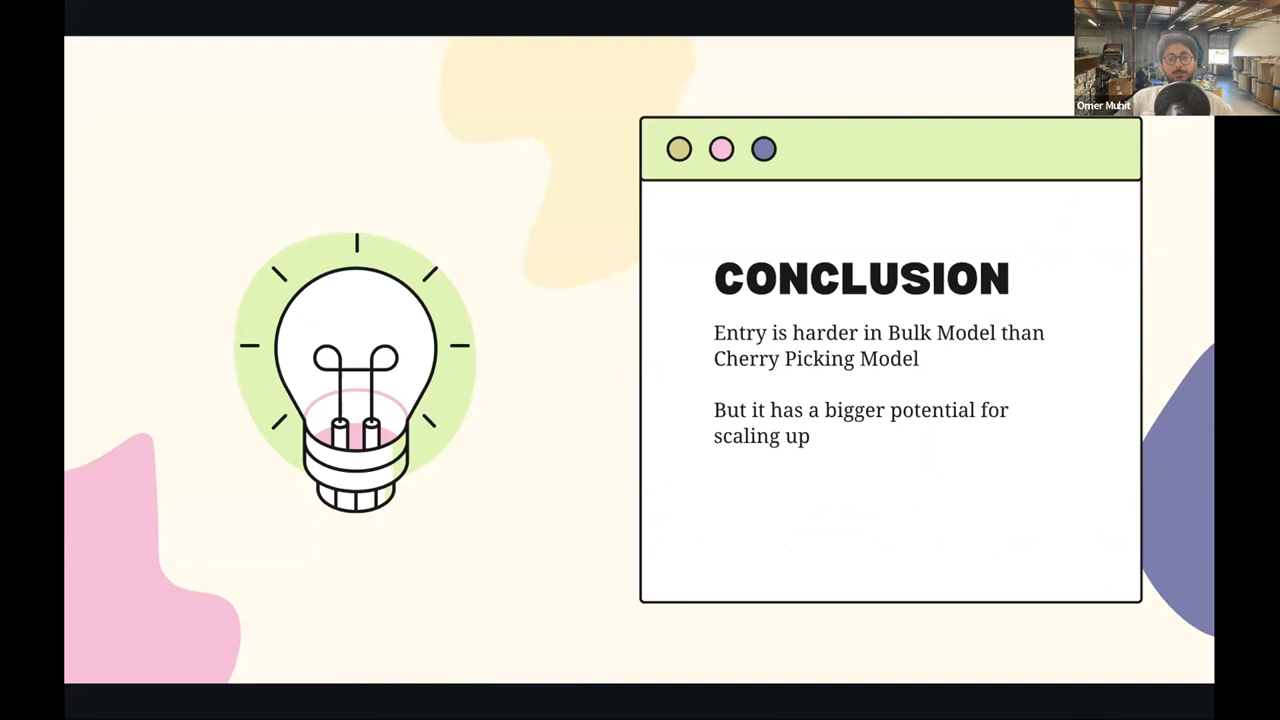 Omer Muhit
CONCLUSION
Entry is harder in Bulk Model than
Cherry Picking Model
But it has a bigger potential for
scaling up